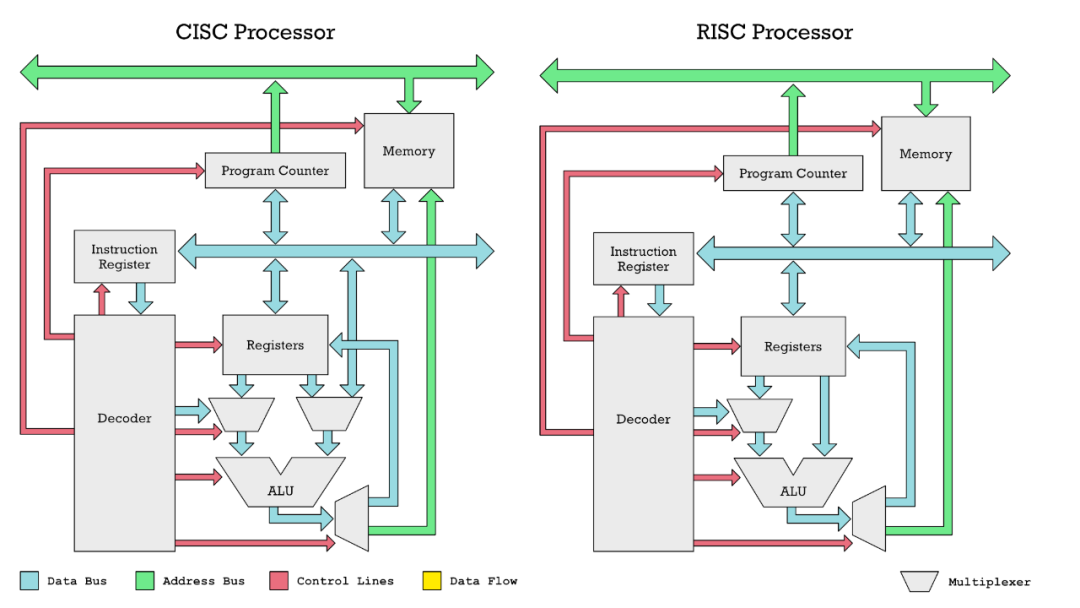 CISC Processor
Memory
Program Counter
Instruction
Register
Registers
Decoder
ALU
RISC Processor
Memory
Program Counter
Instruction
Register
Registers
Decoder
ALU
Data Bus
Address Bus
Control Lines
Data Flow
Multiplexer